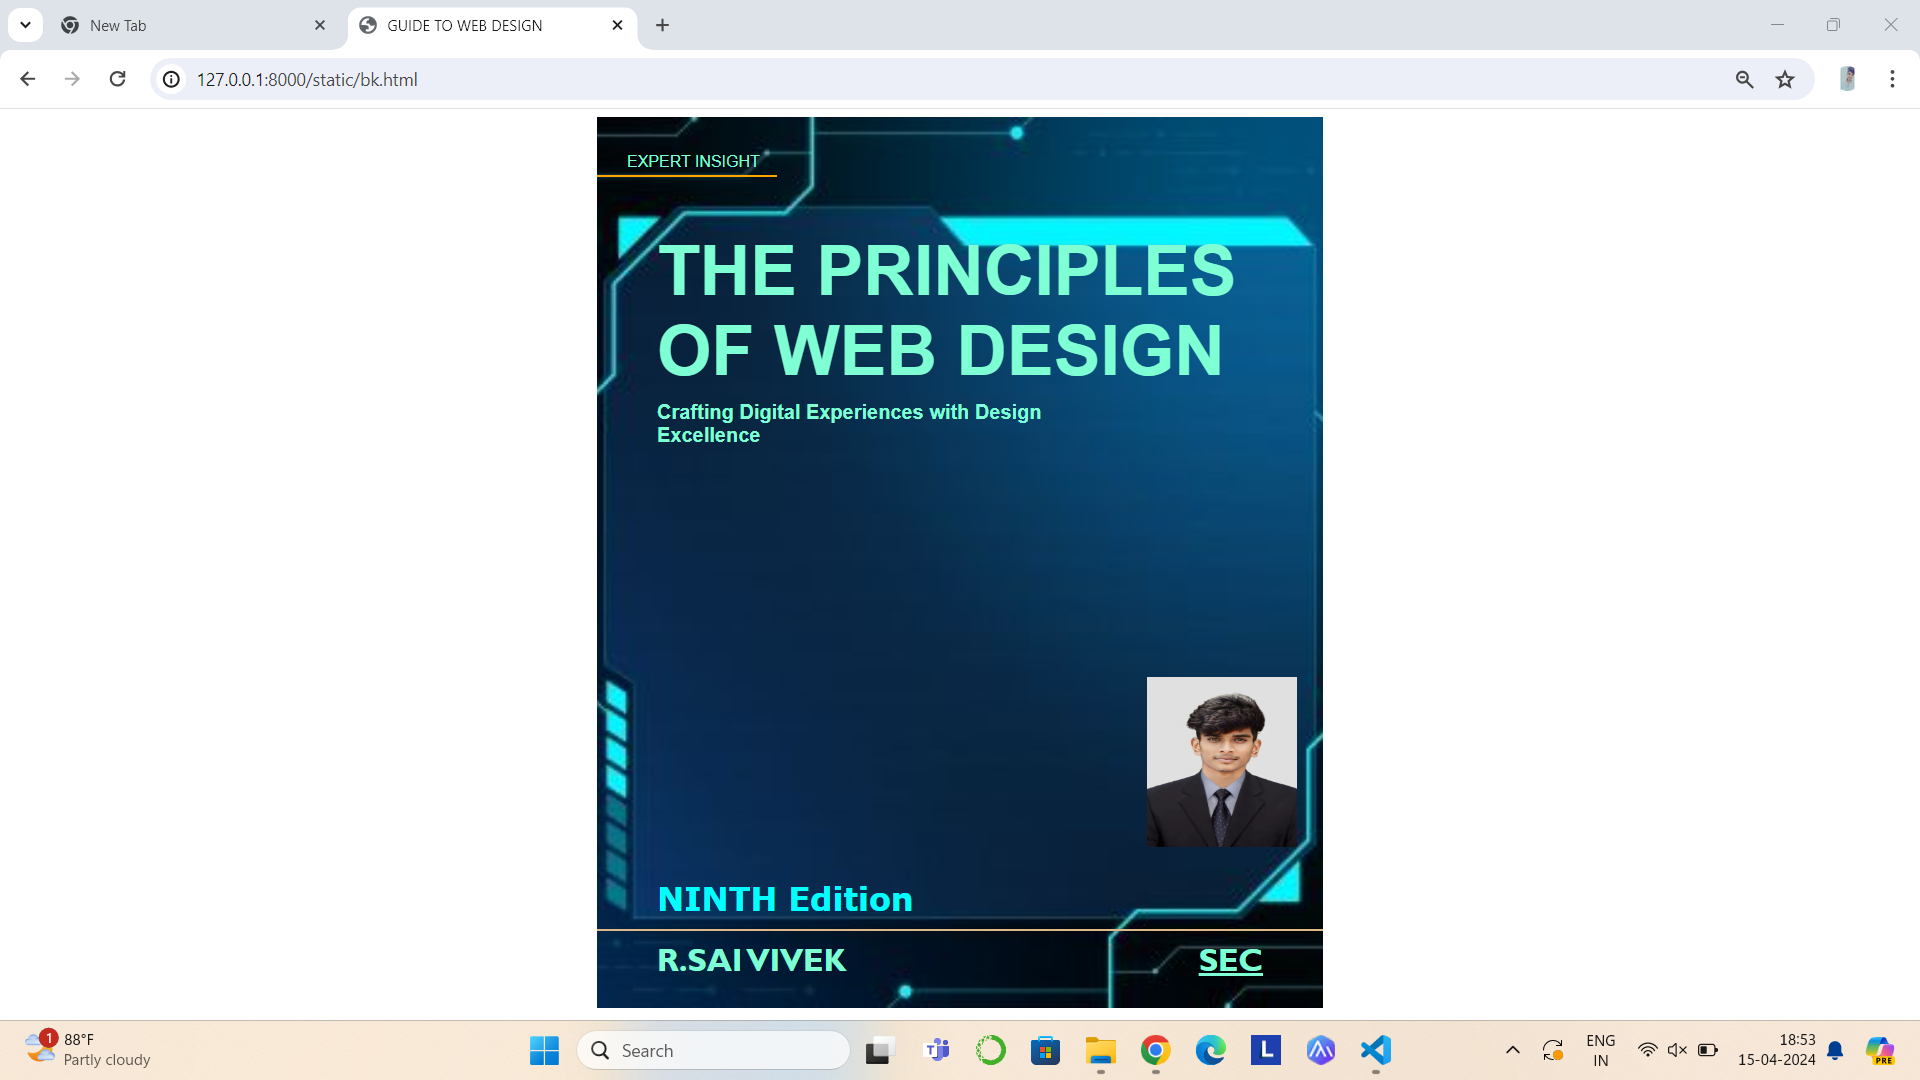 New Tab
GUIDE TO WEB DESIGN
127.0.0.1:8000/static/bk.html
EXPERT INSIGHT
THE PRINCIPLES
OF WEB DESIGN
Crafting Digital Experiences with Design
Excellence
NINTH Edition
R.SAI VIVEK
SEC
1
88°F
Partly cloudy
Search
T
L
PRE
ENG
IN
18:53
15-04-2024